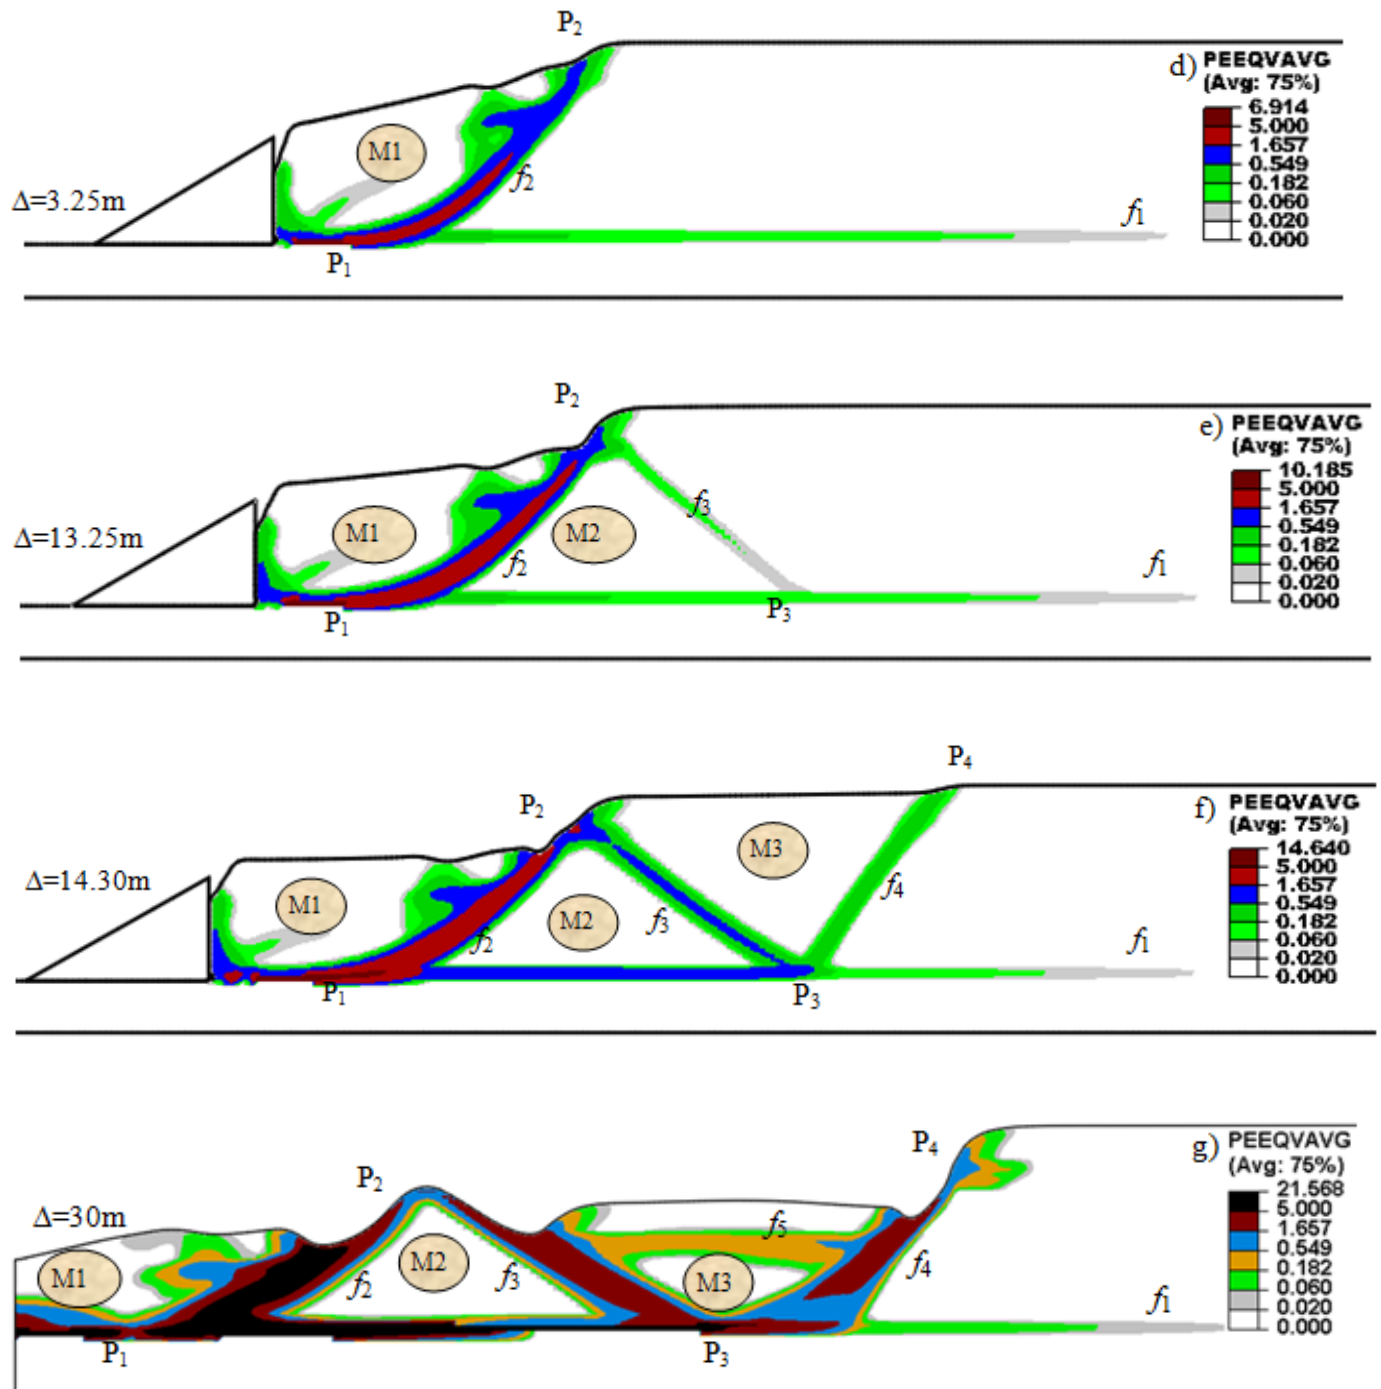 P2
d) PEEQVAVG
(Avg: 75%)
6.914
5.000
1.657
0.549
0.182
0.060
0.020
0.000
M1
f2
Δ=3.25m
f1
P1
P2
e) PEEQVAVG
(Avg: 75%)
10.185
5.000
1.657
0.549
0.182
0.060
0.020
0.000
f3
M1
M2
Δ=13.25m
f2
f1
P3
P1
P4
P2
f) PEEQVAVG
(Avg: 75%)
14.640
5.000
1.657
0.549
0.182
0.060
0.020
0.000
M3
Δ=14.30m
f4
M1
M2
f3
f2
f1
P1
P3
P4
g) PEEQVAVG
(Avg: 75%)
21.568
5.000
1.657
0.549
0.182
0.060
0.020
0.000
P2
Δ=30m
f5
M1
M2
M3
f2
f3
f4
f1
P1
P3